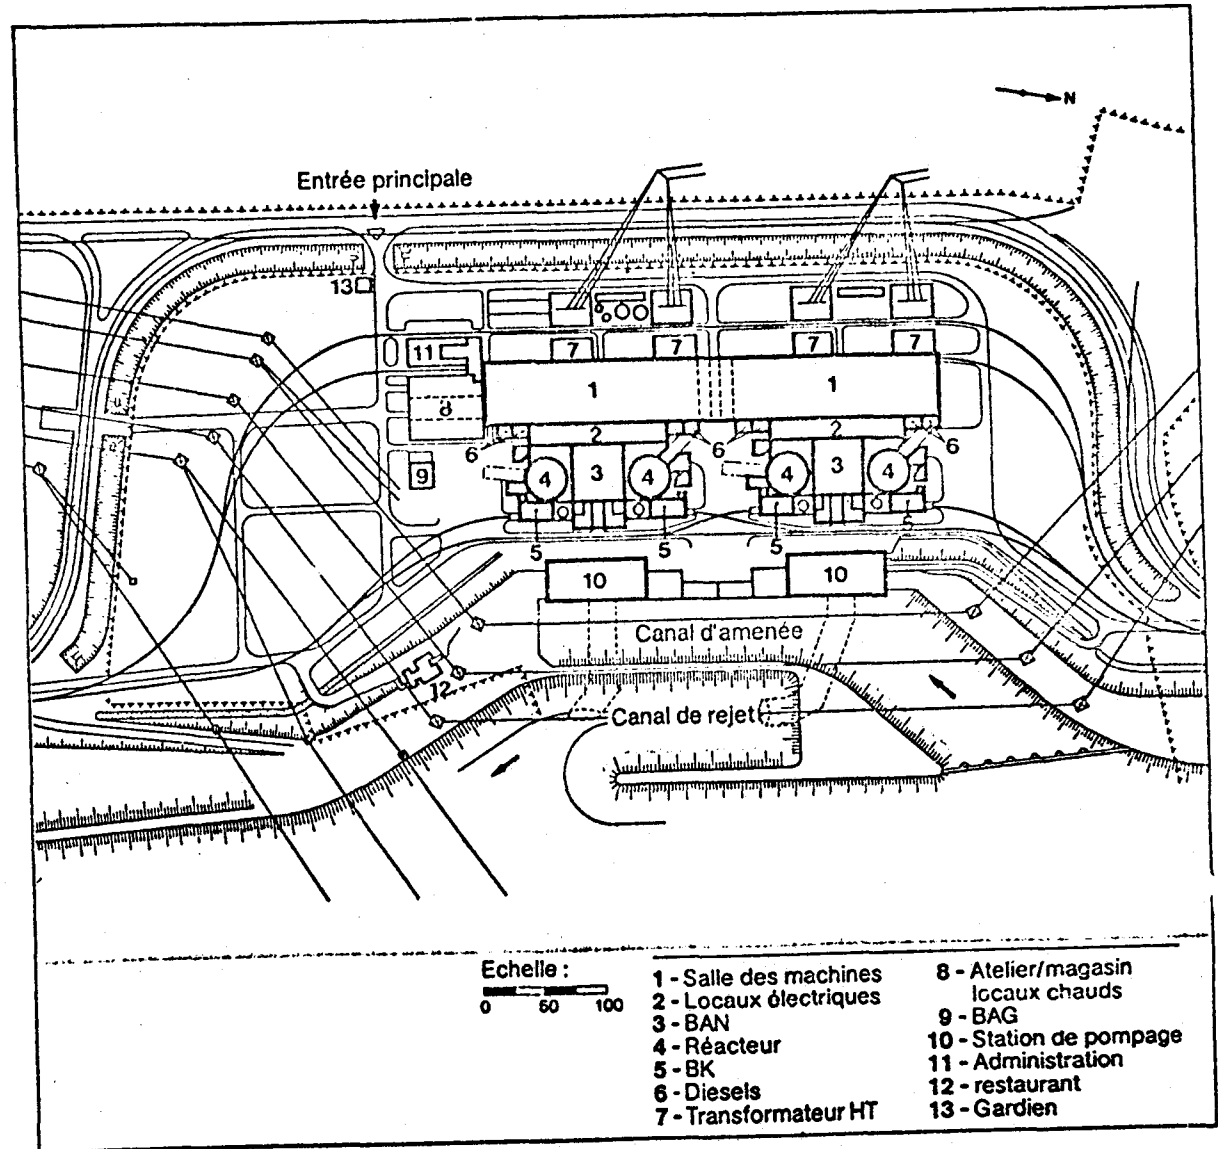 N
Entrée principale
13
11
7
7
7
7
1
1
8
2
2
6
6
6
9
4
3
4
4
3
4
5
5
5
5
10
10
Canal d'amenée
12
Canal de rejet
Echelle :
0 50 100
1 - Salle des machines
2 - Locaux électriques
3 - BAN
4 - Réacteur
5 - BK
6 - Diesels
7 - Transformateur HT
8 - Atelier/magasin
locaux chauds
9 - BAG
10 - Station de pompage
11 - Administration
12 - restaurant
13 - Gardien